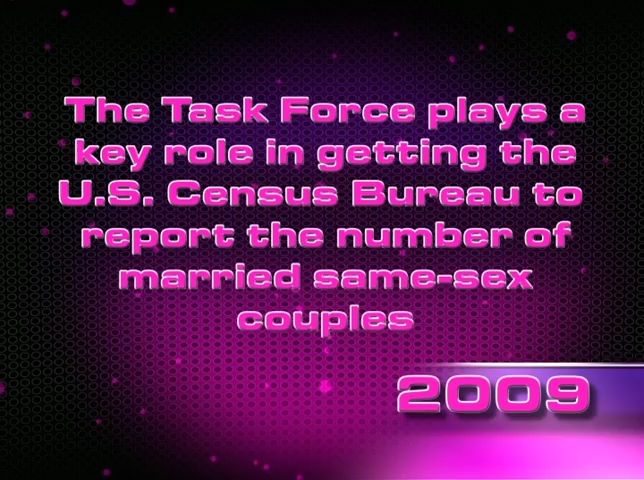 The Task Force plays a
key role in getting the
U.S. Census Bureau to
report the number of
married same-sex
couples
2009